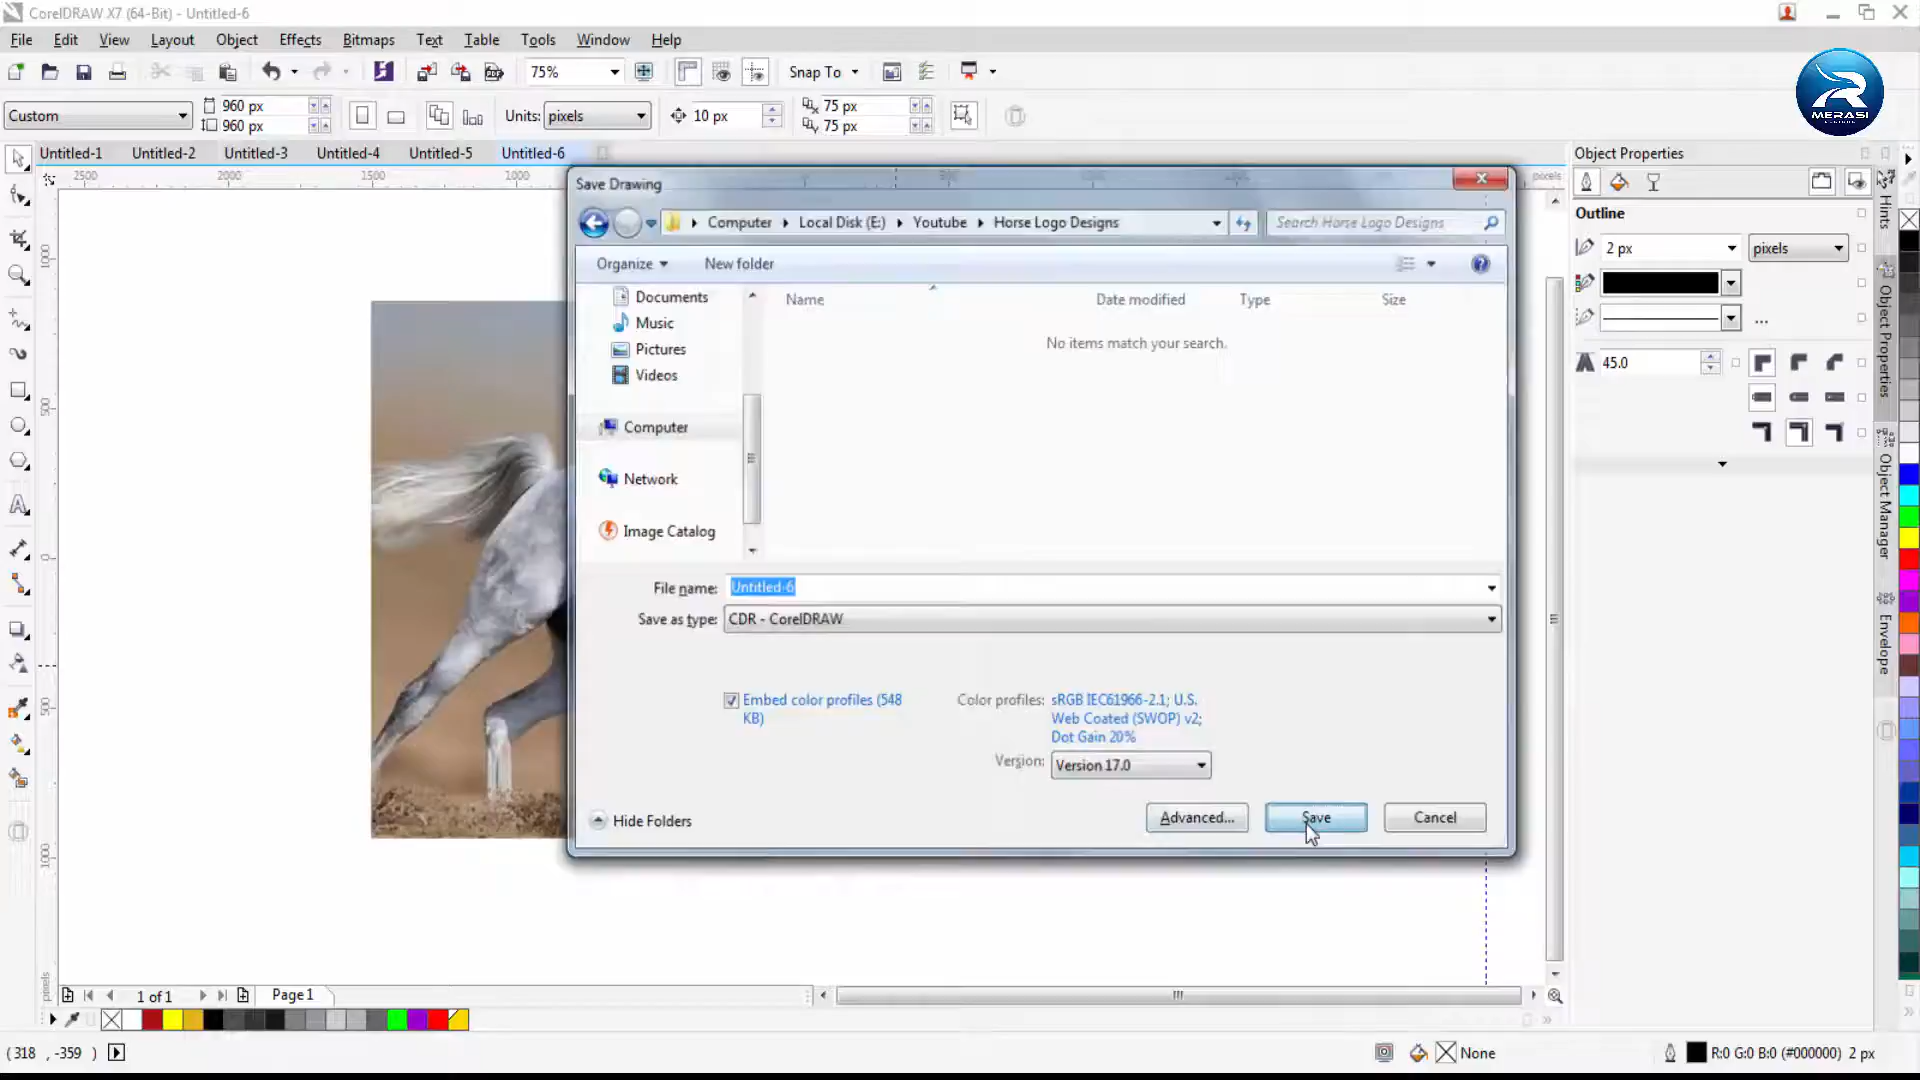 CorelDRAW X7 (64-Bit) - Untitled-6
File Edit View Layout Object Effects Bitmaps Text Table Tools Window Help
75% Snap To
MERASI
Custom 960 px 960 px Units: pixels 10 px 75 px 75 px
Untitled-1 Untitled-2 Untitled-3 Untitled-4 Untitled-5 Untitled-6
Object Properties
2500 2000 1500 1000 pixels
Save Drawing
Computer Local Disk (E:) Youtube Horse Logo Designs Search Horse Logo Designs
Organize New folder
Documents
Music
Pictures
Videos
Computer
Network
Image Catalog
Name Date modified Type Size
No items match your search.
File name: Untitled-6
Save as type: CDR - CorelDRAW
Embed color profiles (548 KB)
Color profiles: sRGB IEC61966-2.1; U.S.
Web Coated (SWOP) v2;
Dot Gain 20%
Version: Version 17.0
Hide Folders Advanced... Save Cancel
Outline
2 px pixels
45.0
Hints
Object Properties
Object Manager
Envelope
1000
500
0
500
1000
pixels
1 of 1 Page 1
(318 , -359 ) None R:0 G:0 B:0 (#000000) 2 px